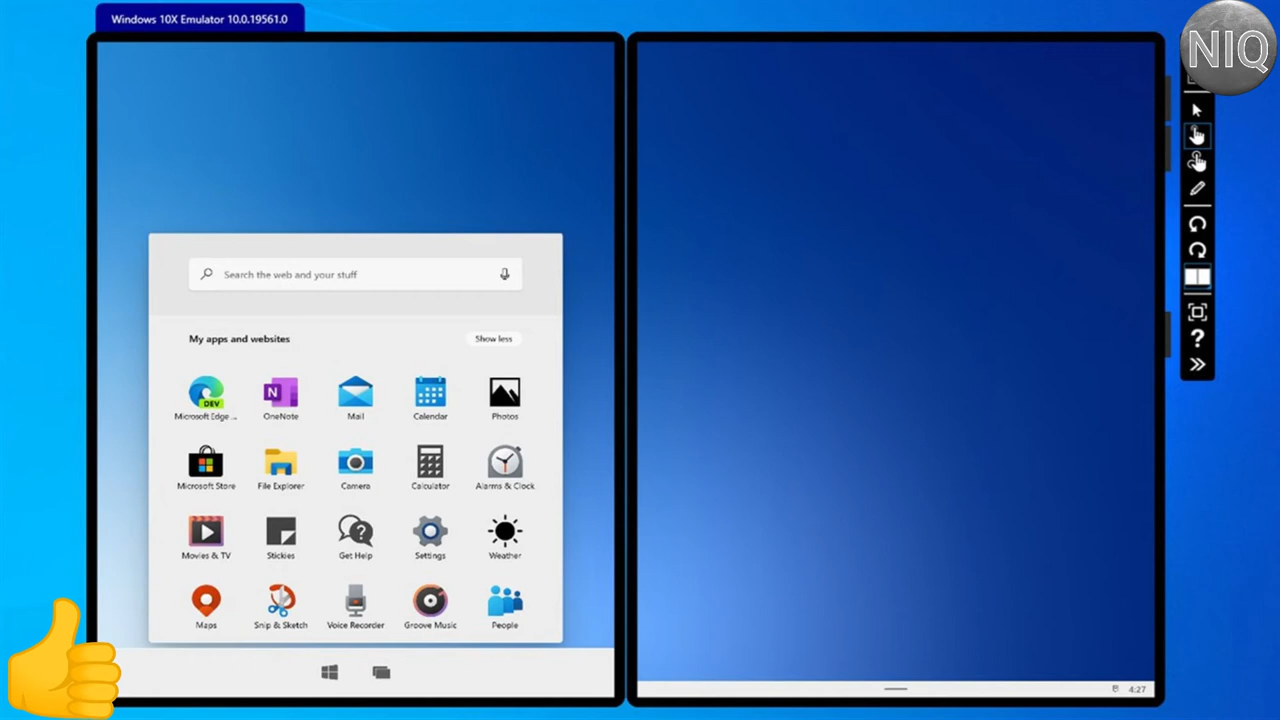 Windows 10X Emulator 10.0.19561.0
NIQ
Search the web and your stuff
My apps and websites
Show less
DEV
Microsoft Edge ...
N
OneNote
Mail
Calendar
Photos
Microsoft Store
File Explorer
Camera
Calculator
Alarms & Clock
Movies & TV
Stickies
?
Get Help
Settings
Weather
Maps
Snip & Sketch
Voice Recorder
Groove Music
People
?
4:27